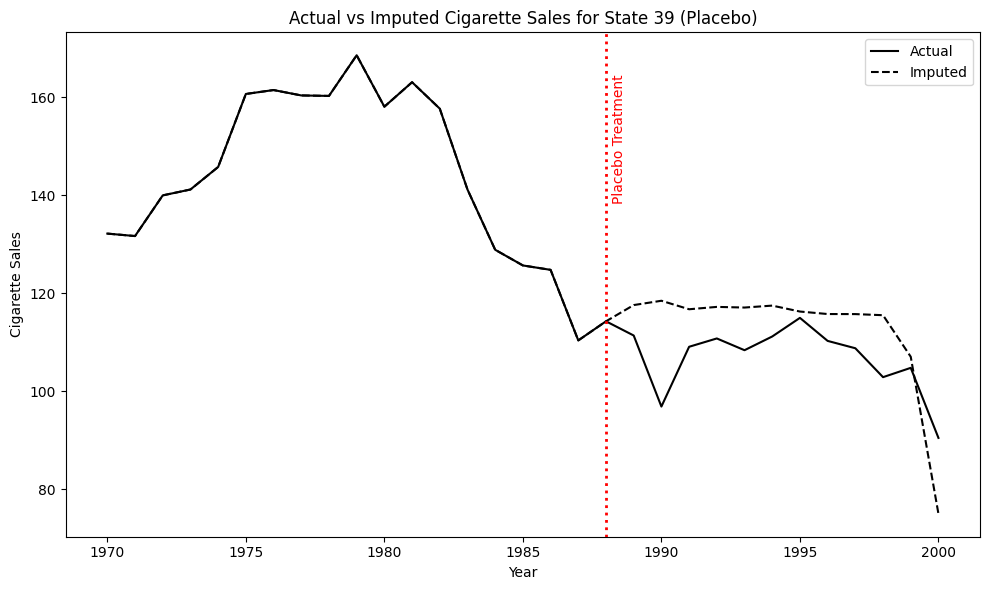 Actual vs Imputed Cigarette Sales for State 39 (Placebo)
Actual
Imputed
Placebo Treatment
Cigarette Sales
160
140
120
100
80
1970
1975
1980
1985
1990
1995
2000
Year